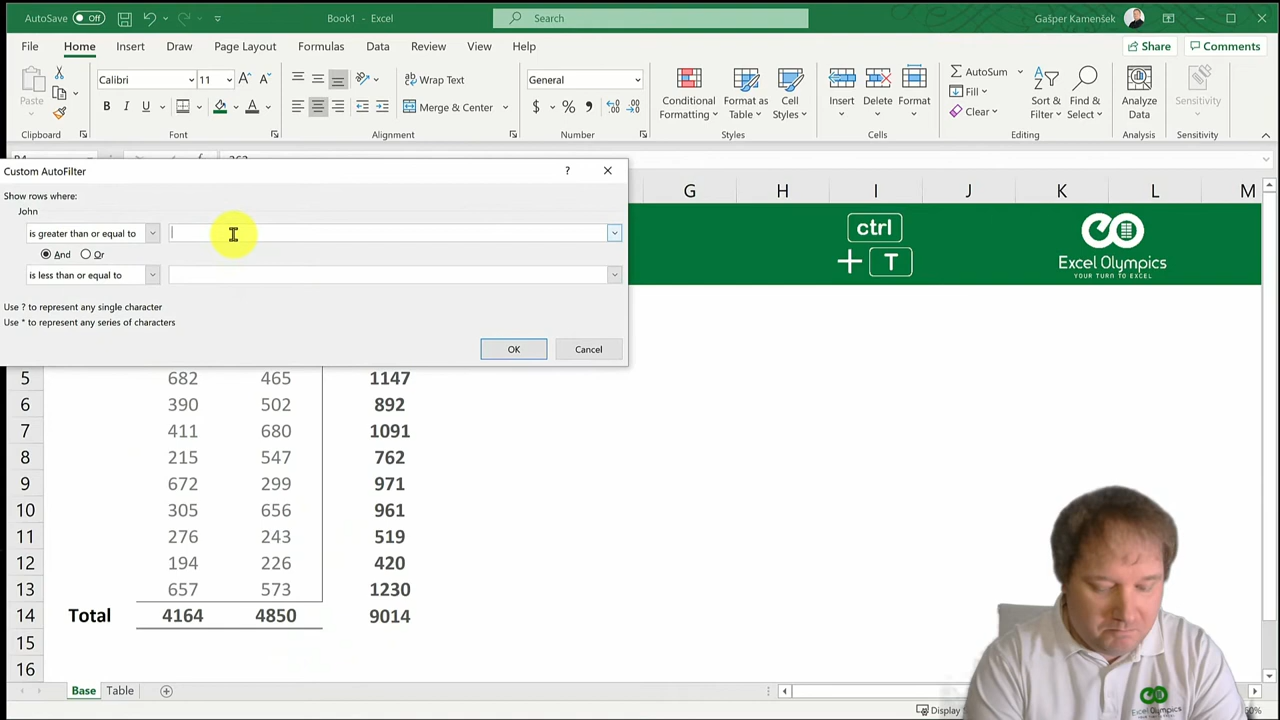 AutoSave Off Book1 - Excel Search Gašper Kamenšek
File Home Insert Draw Page Layout Formulas Data Review View Help Share Comments
Paste Calibri 11 A A Wrap Text General Conditional Formatting Format as Table Cell Styles Insert Delete Format AutoSum Sort & Filter Find & Select Analyze Data Sensitivity
B I U A Merge & Center $ % 9 Fill
Clear
Clipboard Font Alignment Number Styles Cells Editing Analysis Sensitivity
Custom AutoFilter ?
Show rows where:
John
is greater than or equal to
And Or
is less than or equal to
Use ? to represent any single character
Use * to represent any series of characters
OK Cancel
G H I J K L M
ctrl
+ T
Excel Olympics
YOUR TURN TO EXCEL
5 682 465 1147
6 390 502 892
7 411 680 1091
8 215 547 762
9 672 299 971
10 305 656 961
11 276 243 519
12 194 226 420
13 657 573 1230
14 Total 4164 4850 9014
15
16
Base Table
Display
Excel Olympics